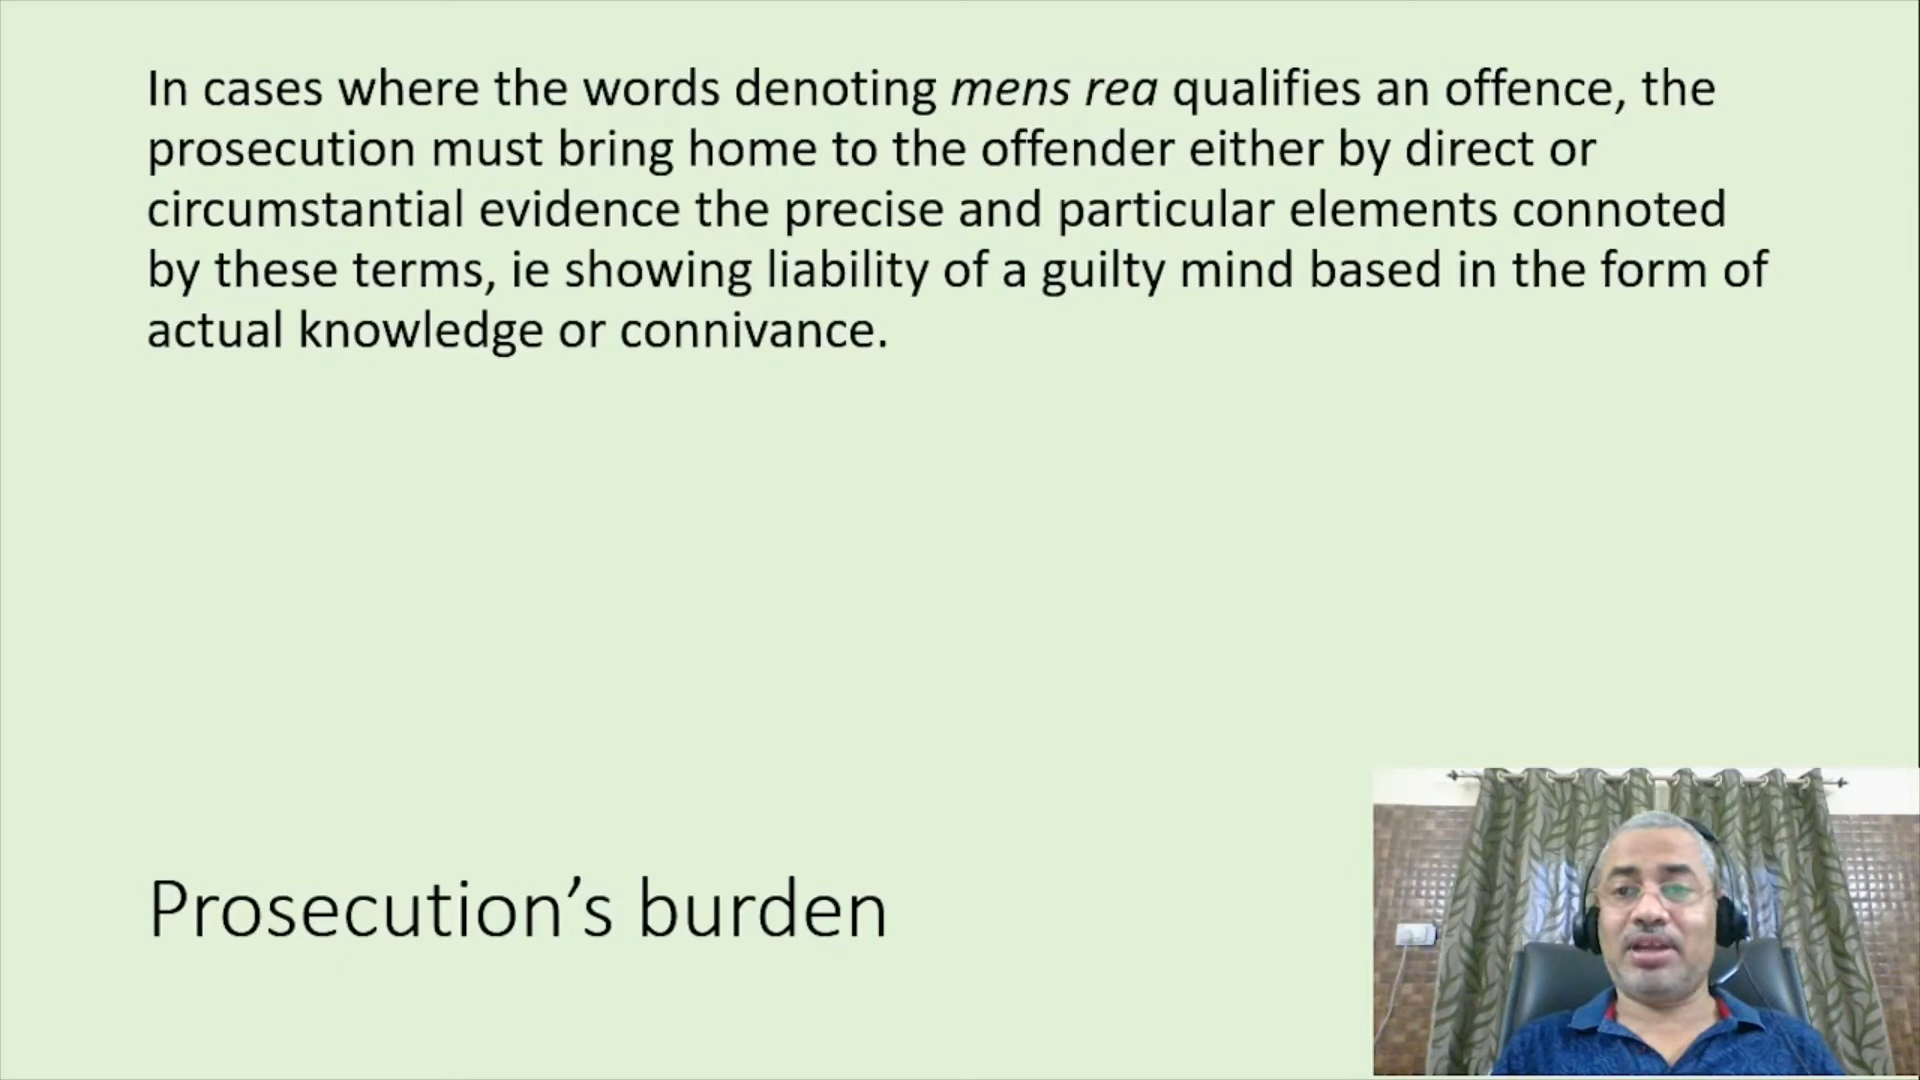 In cases where the words denoting mens rea qualifies an offence, the
prosecution must bring home to the offender either by direct or
circumstantial evidence the precise and particular elements connoted
by these terms, ie showing liability of a guilty mind based in the form of
actual knowledge or connivance.
Prosecution’s burden